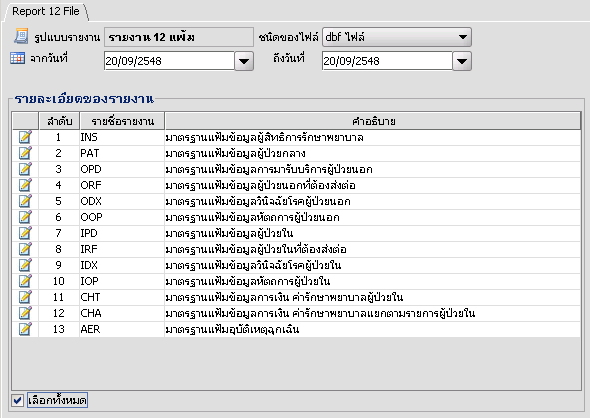 Report 12 File
รูปแบบรายงาน รายงาน 12 แฟ้ม ชนิดของไฟล์ dbf ไฟล์
จากวันที่ 20/09/2548 ถึงวันที่ 20/09/2548
รายละเอียดของรายงาน
ลำดับ รายชื่อรายงาน คำอธิบาย
1 INS มาตรฐานแฟ้มข้อมูลผู้สิทธิการรักษาพยาบาล
2 PAT มาตรฐานแฟ้มข้อมูลผู้ป่วยกลาง
3 OPD มาตรฐานแฟ้มข้อมูลการมารับบริการผู้ป่วยนอก
4 ORF มาตรฐานแฟ้มข้อมูลผู้ป่วยนอกที่ต้องส่งต่อ
5 ODX มาตรฐานแฟ้มข้อมูลวินิจฉัยโรคผู้ป่วยนอก
6 OOP มาตรฐานแฟ้มข้อมูลหัตถการผู้ป่วยนอก
7 IPD มาตรฐานแฟ้มข้อมูลผู้ป่วยใน
8 IRF มาตรฐานแฟ้มข้อมูลผู้ป่วยในที่ต้องส่งต่อ
9 IDX มาตรฐานแฟ้มข้อมูลวินิจฉัยโรคผู้ป่วยใน
10 IOP มาตรฐานแฟ้มข้อมูลหัตถการผู้ป่วยใน
11 CHT มาตรฐานแฟ้มข้อมูลการเงิน ค่ารักษาพยาบาลผู้ป่วยใน
12 CHA มาตรฐานแฟ้มข้อมูลการเงิน ค่ารักษาพยาบาลแยกตามรายการผู้ป่วยใน
13 AER มาตรฐานแฟ้มอุบัติเหตุฉุกเฉิน
เลือกทั้งหมด